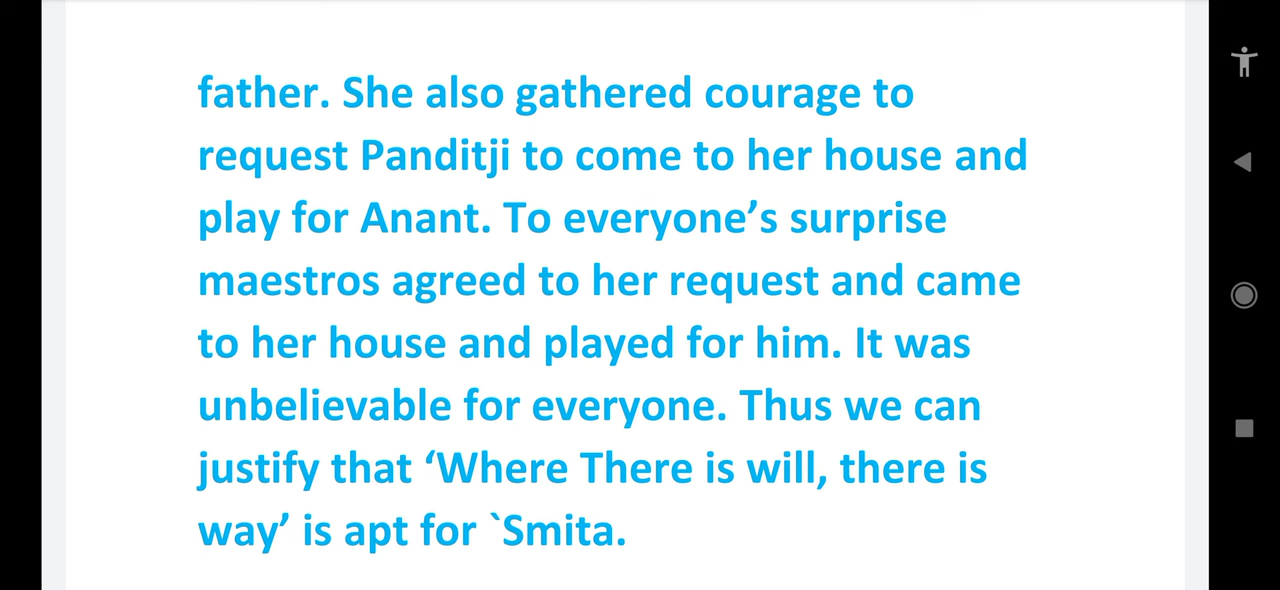 father. She also gathered courage to
request Panditji to come to her house and
play for Anant. To everyone’s surprise
maestros agreed to her request and came
to her house and played for him. It was
unbelievable for everyone. Thus we can
justify that ‘Where There is will, there is
way’ is apt for `Smita.